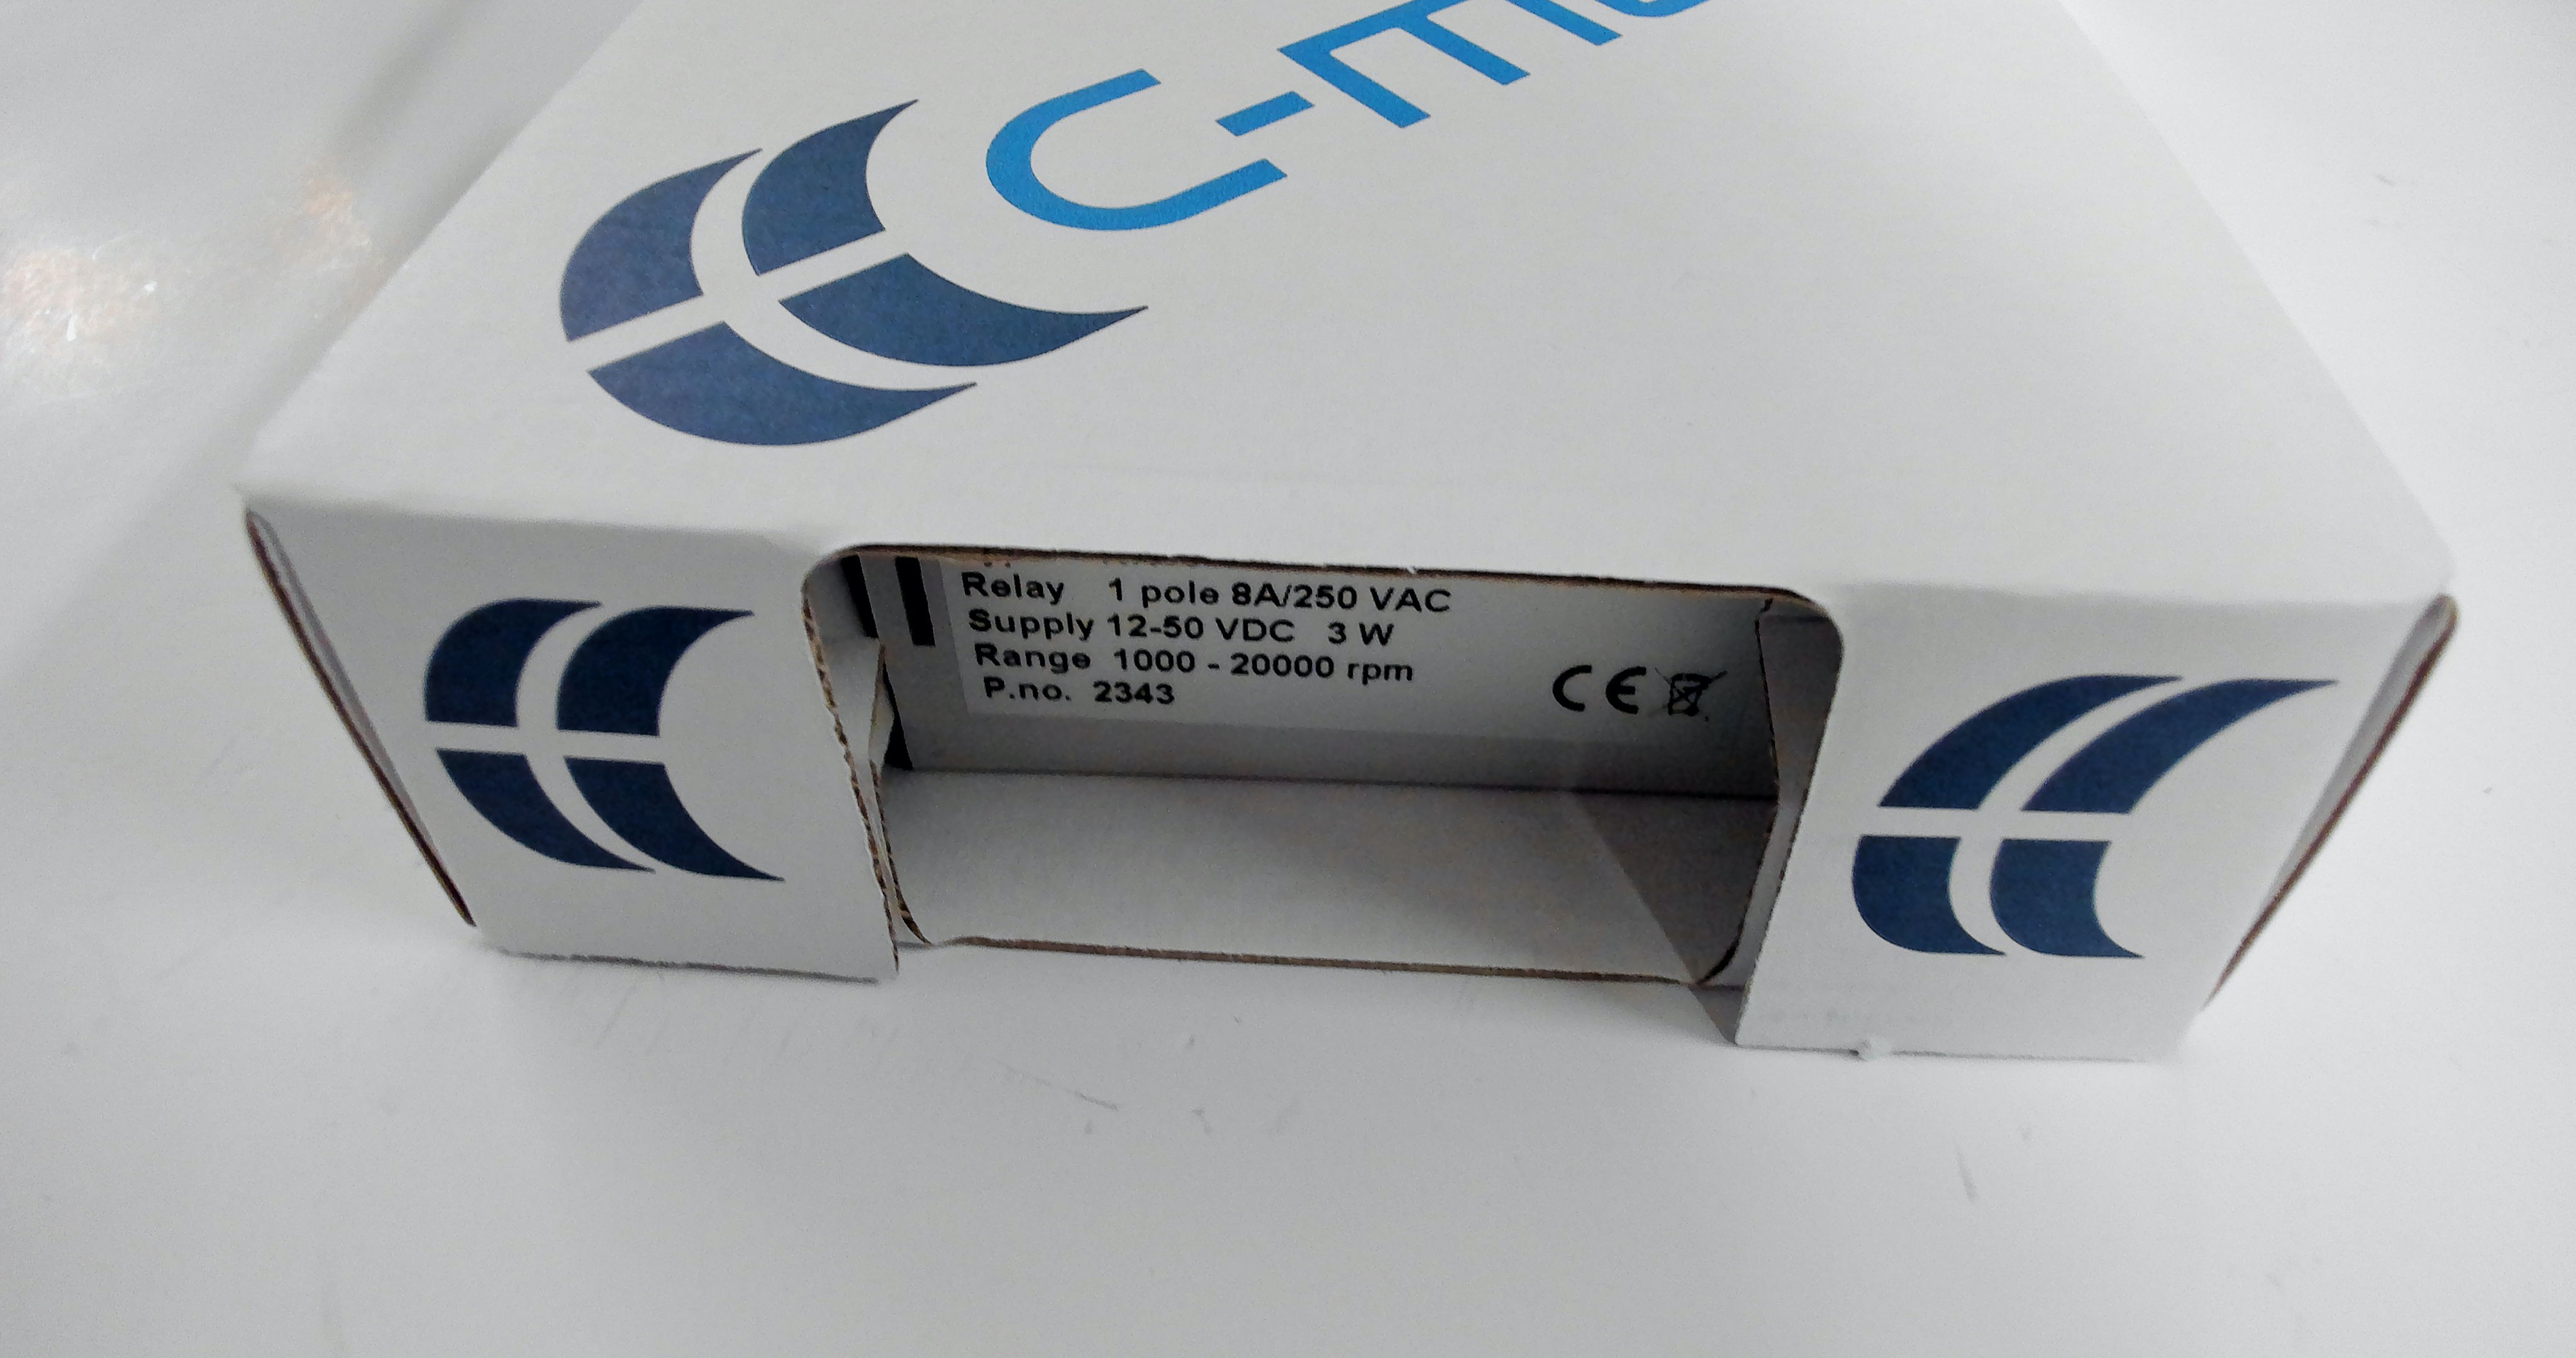 C-m
Relay 1 pole 8A/250 VAC
Supply 12-50 VDC 3 W
Range 1000 - 20000 rpm
P.no. 2343
CE